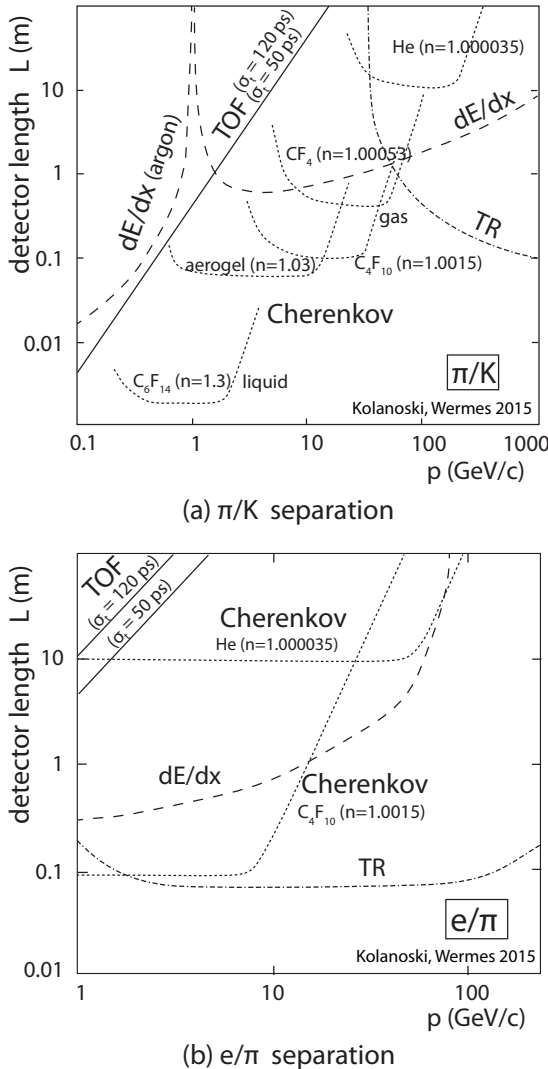 detector length L (m)
10
1
0.1
0.01
0.1
1
10
100
1000
p (GeV/c)
dE/dx (argon)
TOF (σt = 120 ps)
(σt = 50 ps)
He (n=1.000035)
dE/dx
CF4 (n=1.00053)
gas
TR
aerogel (n=1.03)
C4F10 (n=1.0015)
Cherenkov
C6F14 (n=1.3) liquid
π/K
Kolanoski, Wermes 2015
(a) π/K separation
detector length L (m)
10
1
0.1
0.01
1
10
100
p (GeV/c)
TOF
(σt = 120 ps)
(σt = 50 ps)
Cherenkov
He (n=1.000035)
dE/dx
Cherenkov
C4F10 (n=1.0015)
TR
e/π
Kolanoski, Wermes 2015
(b) e/π separation